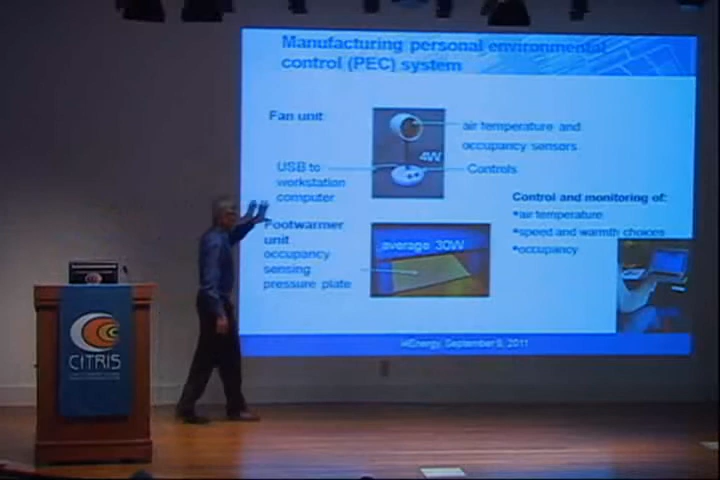 Manufacturing personal environmental
control (PEC) system
Fan unit
air temperature and
occupancy sensors
4W
USB to
workstation
computer
Controls
Control and monitoring of:
•air temperature
•speed and warmth choices
•occupancy
Footwarmer
unit
occupancy
sensing
pressure plate
average 30W
i4Energy, September 9, 2011
CITRIS